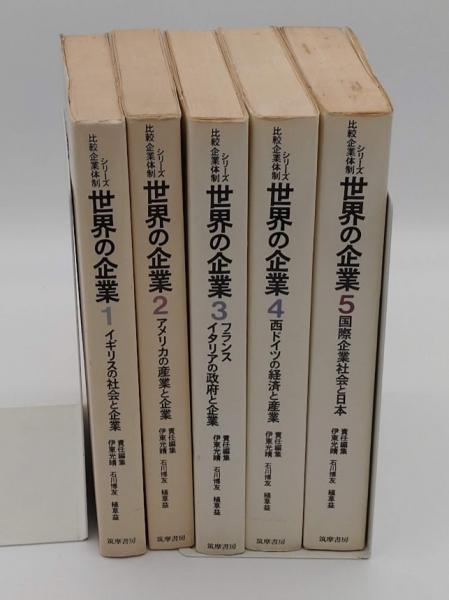 比較企業体制
シリーズ
世界の企業
1
イギリスの社会と企業
責任編集
伊東光晴 石川博友 植草益
筑摩書房
比較企業体制
シリーズ
世界の企業
2
アメリカの産業と企業
責任編集
伊東光晴 石川博友 植草益
筑摩書房
比較企業体制
シリーズ
世界の企業
3
フランス
イタリアの政府と企業
責任編集
伊東光晴 石川博友 植草益
筑摩書房
比較企業体制
シリーズ
世界の企業
4
西ドイツの経済と産業
責任編集
伊東光晴 石川博友 植草益
筑摩書房
比較企業体制
シリーズ
世界の企業
5
国際企業社会と日本
責任編集
伊東光晴 石川博友 植草益
筑摩書房